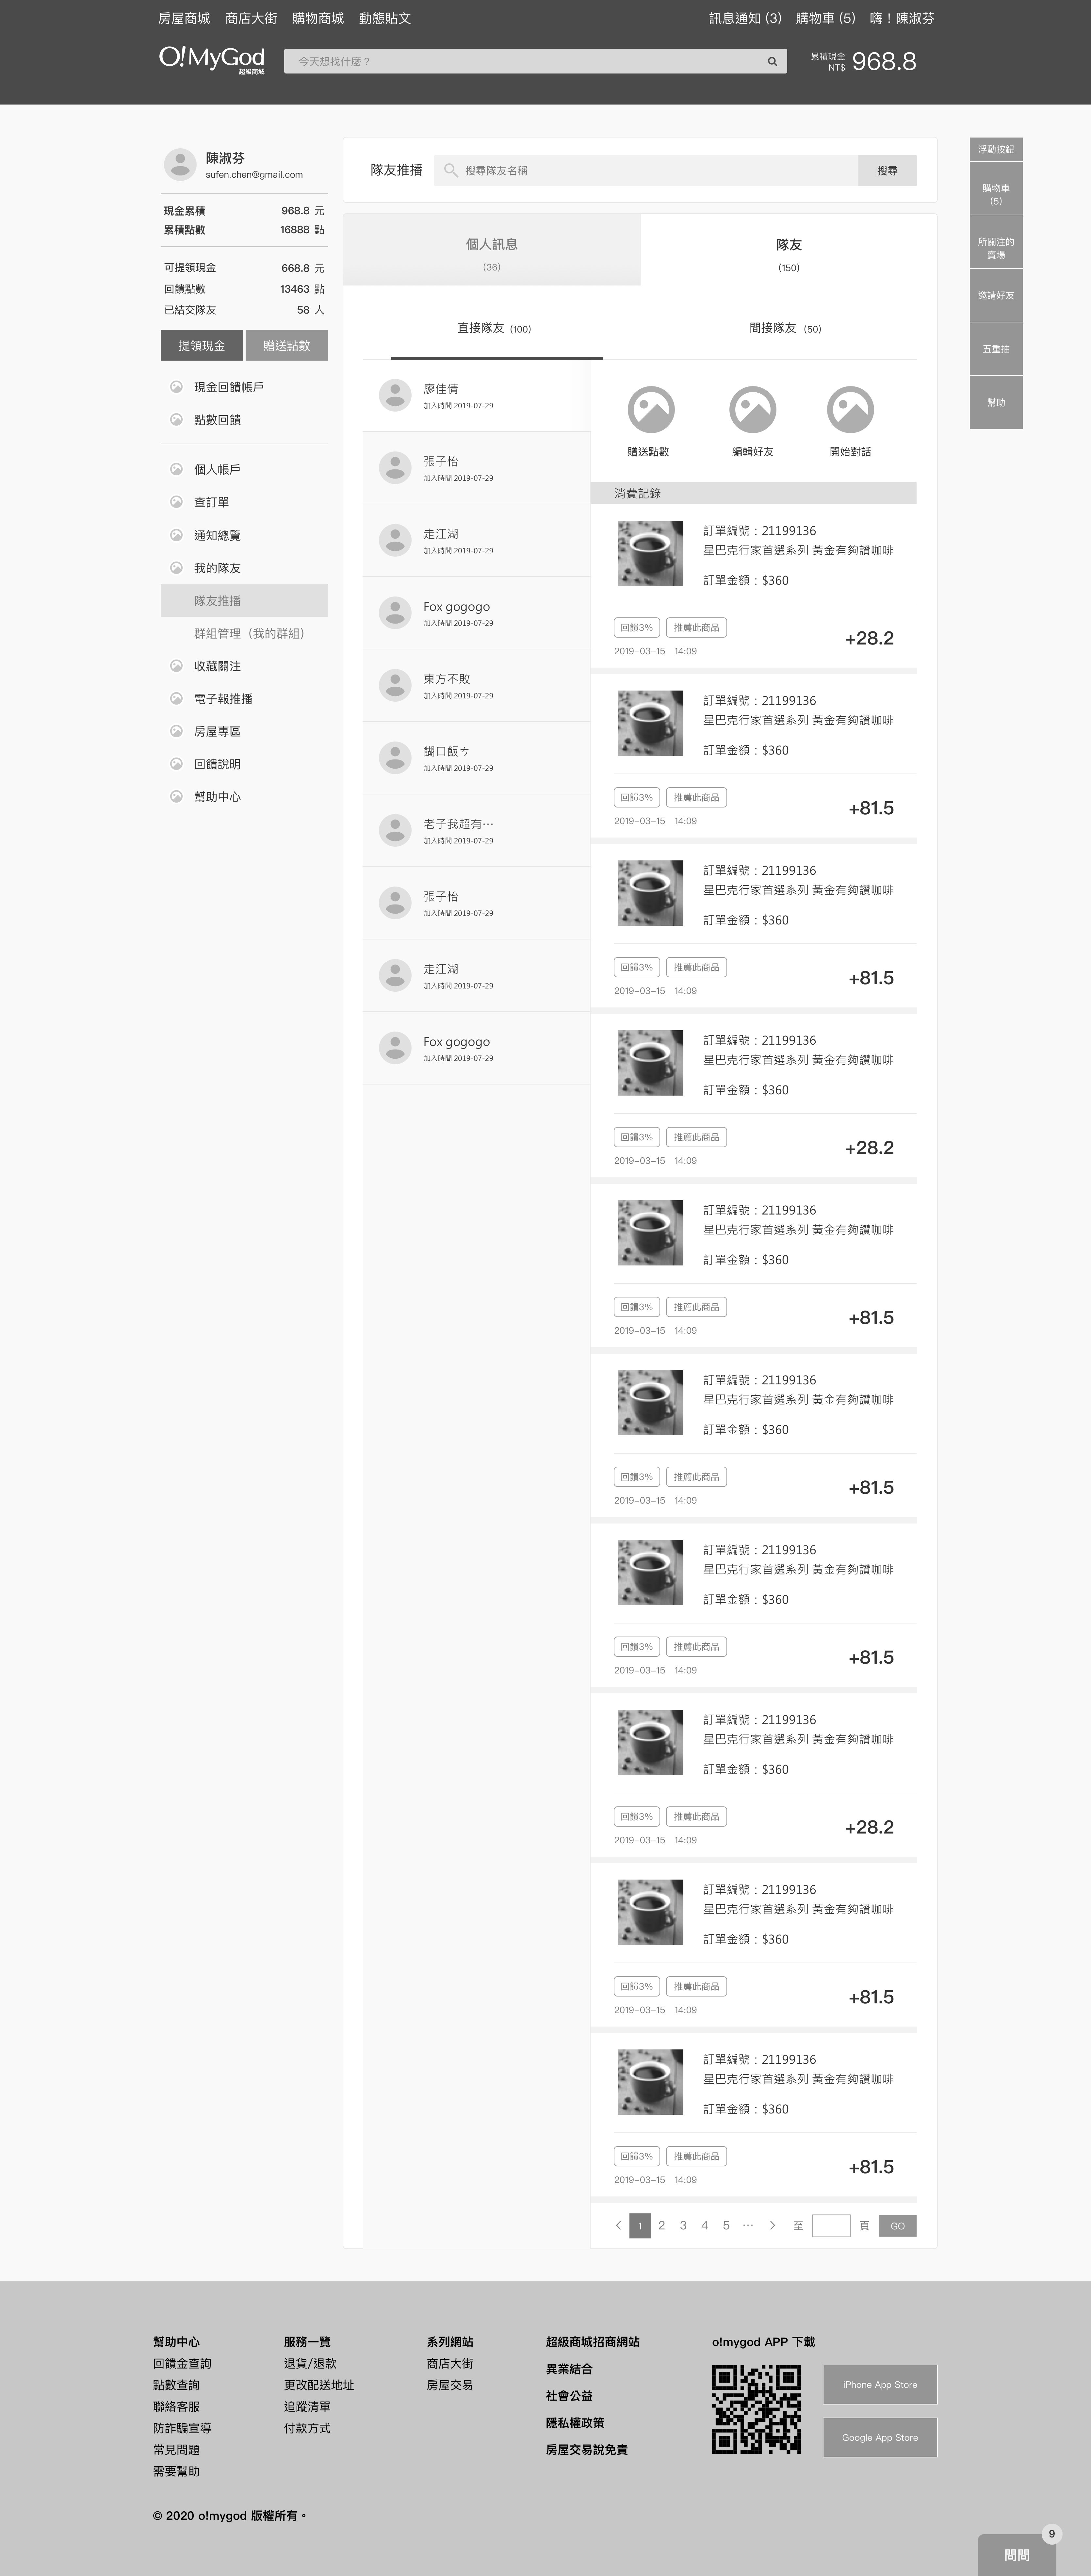 房屋商城 商店大街 購物商城 動態貼文 訊息通知 (3) 購物車 (5) 嗨！陳淑芬
O!MyGod 超級商城
今天想找什麼？
累積現金 NT$ 968.8
陳淑芬
sufen.chen@gmail.com
現金累積 968.8 元
累積點數 16888 點
可提領現金 668.8 元
回饋點數 13463 點
已結交隊友 58 人
提領現金 贈送點數
現金回饋帳戶
點數回饋
個人帳戶
查訂單
通知總覽
我的隊友
隊友推播
群組管理（我的群組）
收藏關注
電子報推播
房屋專區
回饋說明
幫助中心
隊友推播 搜尋隊友名稱 搜尋
個人訊息
(36)
隊友
(150)
直接隊友 (100) 間接隊友 (50)
廖佳倩
加入時間 2019-07-29
張子怡
加入時間 2019-07-29
走江湖
加入時間 2019-07-29
Fox gogogo
加入時間 2019-07-29
東方不敗
加入時間 2019-07-29
餬口飯ㄘ
加入時間 2019-07-29
老子我超有⋯
加入時間 2019-07-29
張子怡
加入時間 2019-07-29
走江湖
加入時間 2019-07-29
Fox gogogo
加入時間 2019-07-29
贈送點數 編輯好友 開始對話
消費記錄
訂單編號：21199136
星巴克行家首選系列 黃金有夠讚咖啡
訂單金額：$360
回饋3% 推薦此商品
2019-03-15 14:09
+28.2
訂單編號：21199136
星巴克行家首選系列 黃金有夠讚咖啡
訂單金額：$360
回饋3% 推薦此商品
2019-03-15 14:09
+81.5
訂單編號：21199136
星巴克行家首選系列 黃金有夠讚咖啡
訂單金額：$360
回饋3% 推薦此商品
2019-03-15 14:09
+81.5
訂單編號：21199136
星巴克行家首選系列 黃金有夠讚咖啡
訂單金額：$360
回饋3% 推薦此商品
2019-03-15 14:09
+28.2
訂單編號：21199136
星巴克行家首選系列 黃金有夠讚咖啡
訂單金額：$360
回饋3% 推薦此商品
2019-03-15 14:09
+81.5
訂單編號：21199136
星巴克行家首選系列 黃金有夠讚咖啡
訂單金額：$360
回饋3% 推薦此商品
2019-03-15 14:09
+81.5
訂單編號：21199136
星巴克行家首選系列 黃金有夠讚咖啡
訂單金額：$360
回饋3% 推薦此商品
2019-03-15 14:09
+81.5
訂單編號：21199136
星巴克行家首選系列 黃金有夠讚咖啡
訂單金額：$360
回饋3% 推薦此商品
2019-03-15 14:09
+28.2
訂單編號：21199136
星巴克行家首選系列 黃金有夠讚咖啡
訂單金額：$360
回饋3% 推薦此商品
2019-03-15 14:09
+81.5
訂單編號：21199136
星巴克行家首選系列 黃金有夠讚咖啡
訂單金額：$360
回饋3% 推薦此商品
2019-03-15 14:09
+81.5
< 1 2 3 4 5 ⋯ > 至 頁 GO
浮動按鈕
購物車
(5)
所關注的
賣場
邀請好友
五重抽
幫助
幫助中心
回饋金查詢
點數查詢
聯絡客服
防詐騙宣導
常見問題
需要幫助
服務一覽
退貨/退款
更改配送地址
追蹤清單
付款方式
系列網站
商店大街
房屋交易
超級商城招商網站
異業結合
社會公益
隱私權政策
房屋交易說免責
o!mygod APP 下載
iPhone App Store
Google App Store
© 2020 o!mygod 版權所有。
9
問問